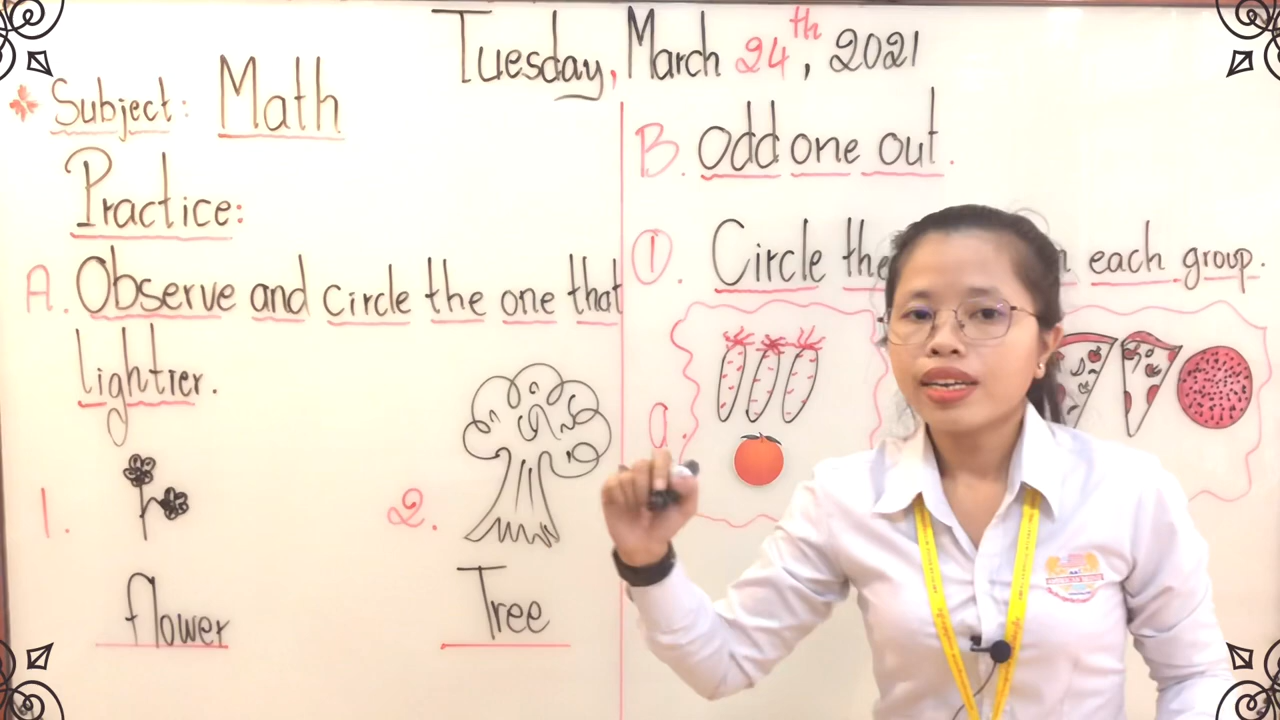 Tuesday, March 24th, 2021
Subject: Math
Practice:
A. Observe and circle the one that
lightier.
1.
flower
2.
Tree
B. Odd one out.
1. Circle the each group.
a.